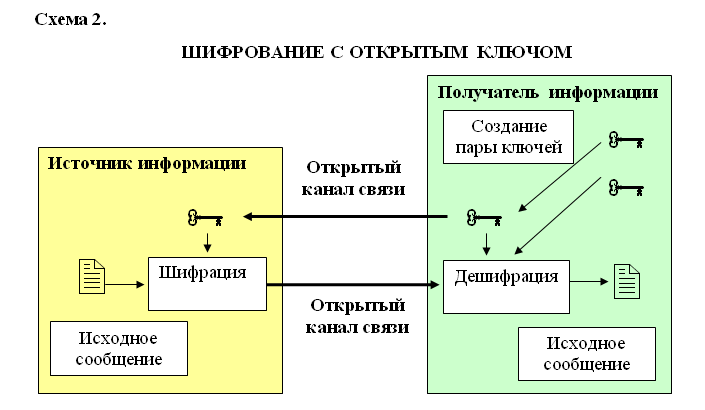 Схема 2.
ШИФРОВАНИЕ С ОТКРЫТЫМ КЛЮЧОМ
Получатель информации
Создание
пары ключей
Источник информации
Открытый
канал связи
Шифрация
Дешифрация
Открытый
канал связи
Исходное
сообщение
Исходное
сообщение